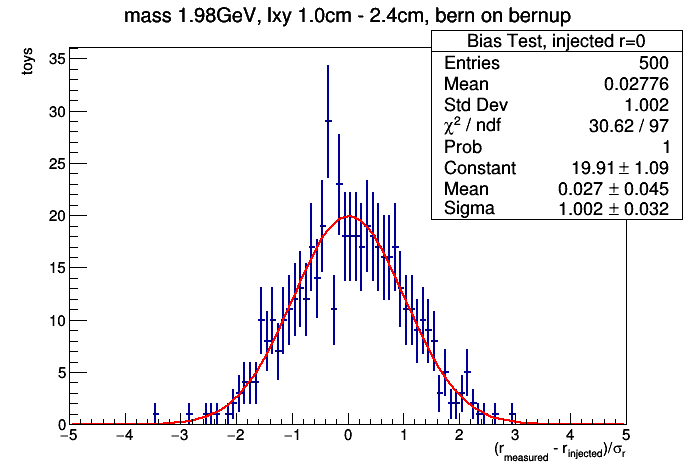 mass 1.98GeV, lxy 1.0cm - 2.4cm, bern on bernup
Bias Test, injected r=0
Entries 500
Mean 0.02776
Std Dev 1.002
χ² / ndf 30.62 / 97
Prob 1
Constant 19.91 ± 1.09
Mean 0.027 ± 0.045
Sigma 1.002 ± 0.032
toys
35
30
25
20
15
10
5
0
−5 −4 −3 −2 −1 0 1 2 3 4 5
(r_measured - r_injected)/σ_r